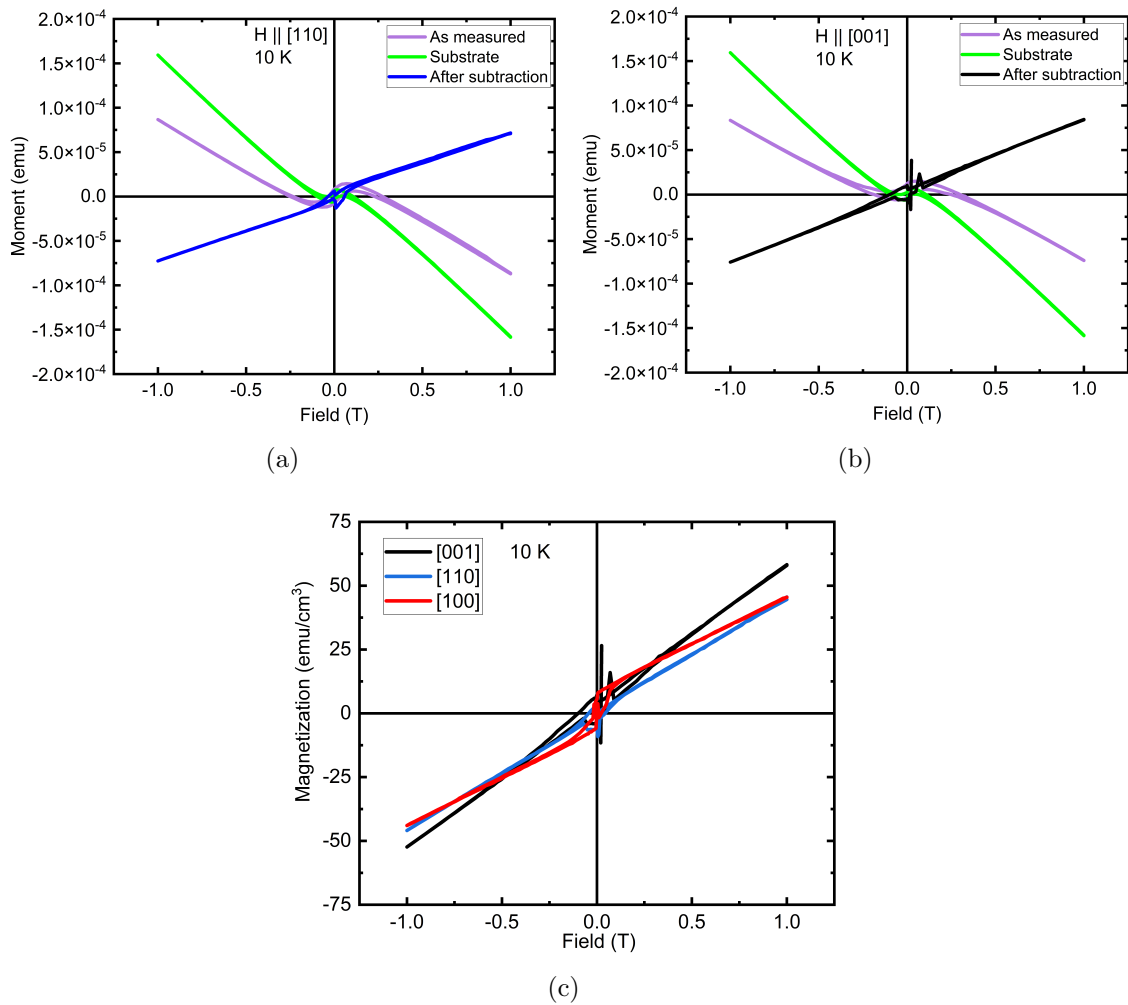 H || [110]
10 K
As measured
Substrate
After subtraction
2.0×10⁻⁴
1.5×10⁻⁴
1.0×10⁻⁴
5.0×10⁻⁵
0.0
-5.0×10⁻⁵
-1.0×10⁻⁴
-1.5×10⁻⁴
-2.0×10⁻⁴
Moment (emu)
-1.0 -0.5 0.0 0.5 1.0
Field (T)
(a)
H || [001]
10 K
As measured
Substrate
After subtraction
2.0×10⁻⁴
1.5×10⁻⁴
1.0×10⁻⁴
5.0×10⁻⁵
0.0
-5.0×10⁻⁵
-1.0×10⁻⁴
-1.5×10⁻⁴
-2.0×10⁻⁴
Moment (emu)
-1.0 -0.5 0.0 0.5 1.0
Field (T)
(b)
[001]
[110]
[100]
10 K
75
50
25
0
-25
-50
-75
Magnetization (emu/cm³)
-1.0 -0.5 0.0 0.5 1.0
Field (T)
(c)